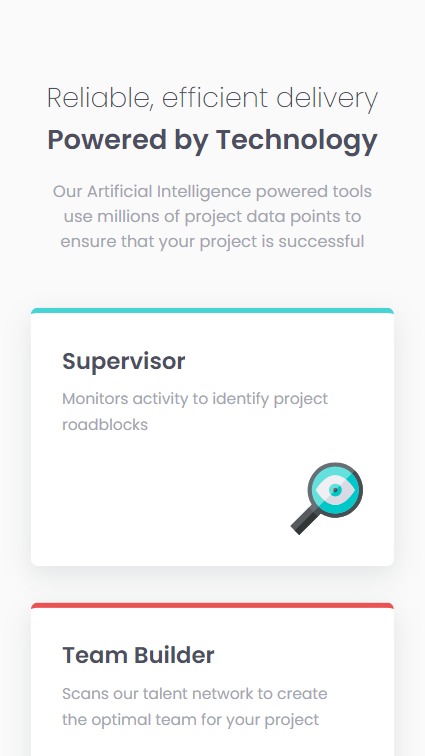 Reliable, efficient delivery
Powered by Technology
Our Artificial Intelligence powered tools
use millions of project data points to
ensure that your project is successful
Supervisor
Monitors activity to identify project
roadblocks
Team Builder
Scans our talent network to create
the optimal team for your project